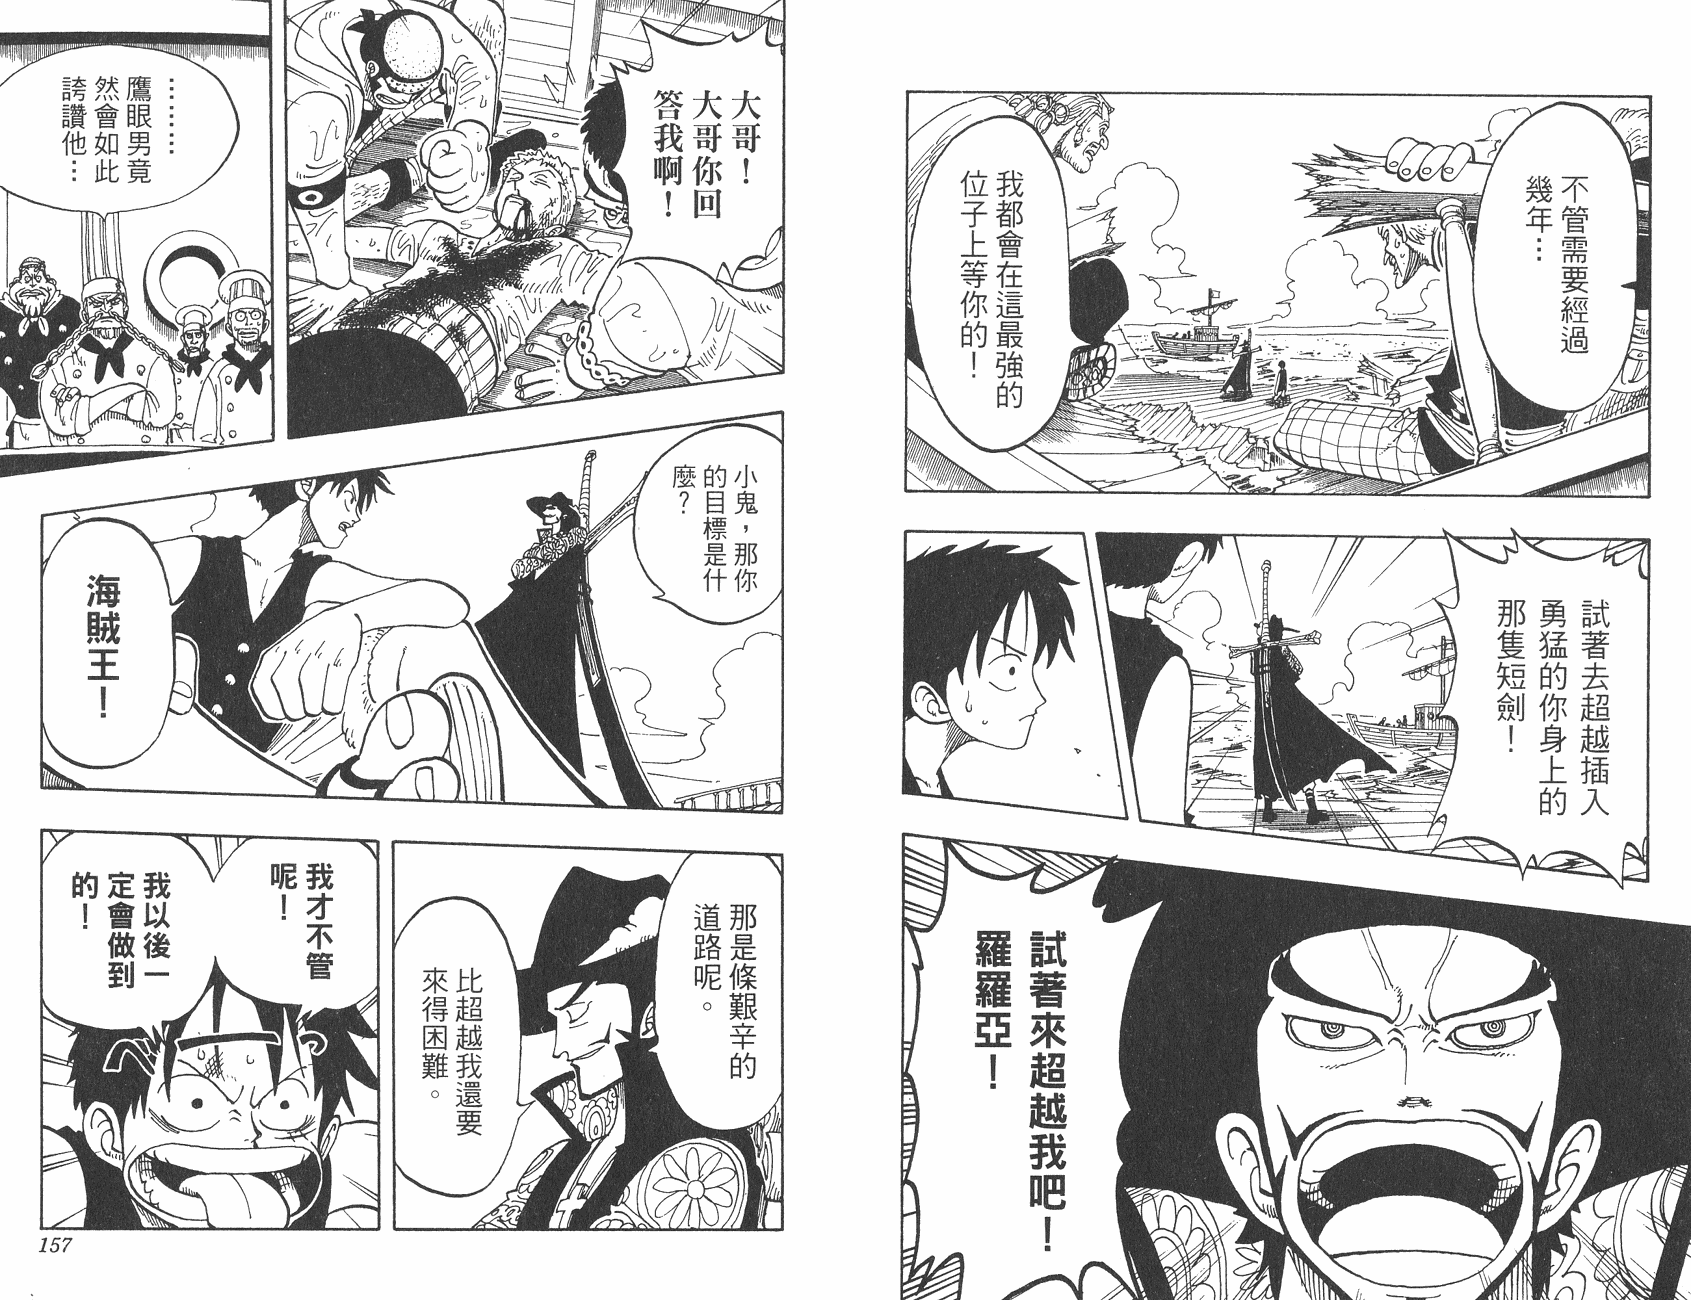 不管需要經過
幾年…
我都會在這最強的
位子上等你的！
試著去超越插入
勇猛的你身上的
那隻短劍！
試著來超越我吧！
羅羅亞！
大哥！
大哥你回
答我啊！
………
鷹眼男竟
然會如此
誇讚他…
小鬼，那你
的目標是什
麼？
海賊王！
那是條艱辛的
道路呢。
比超越我還要
來得困難。
我才不管
呢！
我以後一
定會做到
的！
157